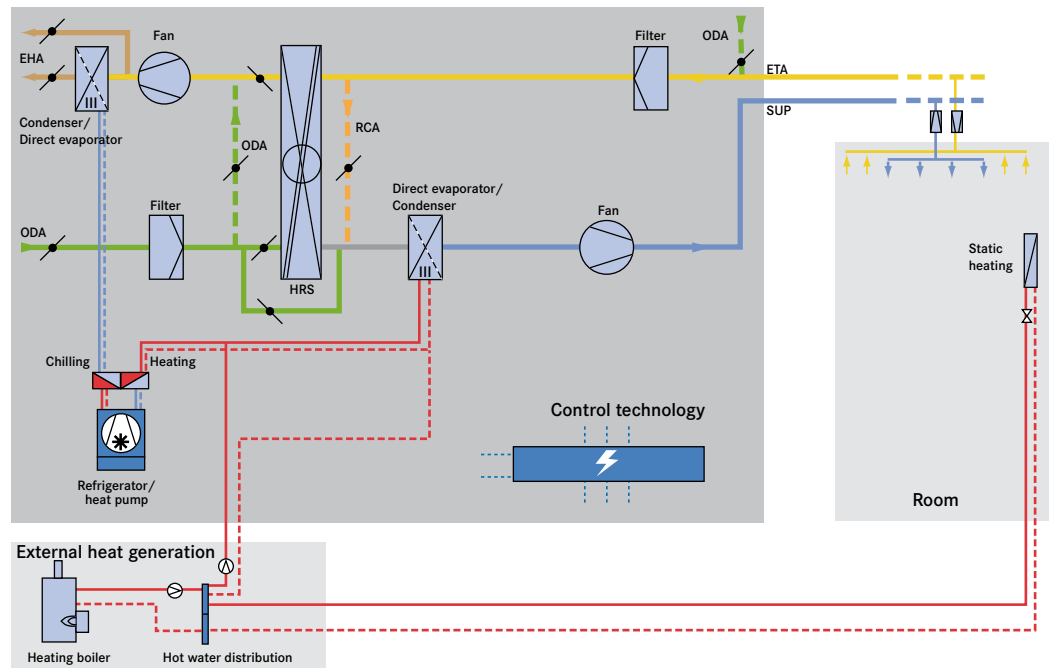 Fan
Filter
ODA
EHA
ETA
SUP
Condenser/
Direct evaporator
ODA
RCA
Direct evaporator/
Condenser
Filter
Fan
ODA
HRS
Static
heating
Chilling
Heating
Control technology
Refrigerator/
heat pump
Room
External heat generation
Heating boiler
Hot water distribution